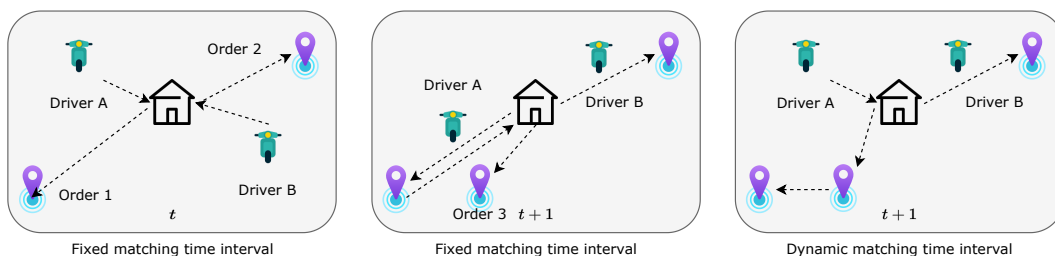 Order 2
Driver A
Driver B
Order 1
t
Fixed matching time interval
Driver A
Driver B
Order 3
t + 1
Fixed matching time interval
Driver A
Driver B
t + 1
Dynamic matching time interval